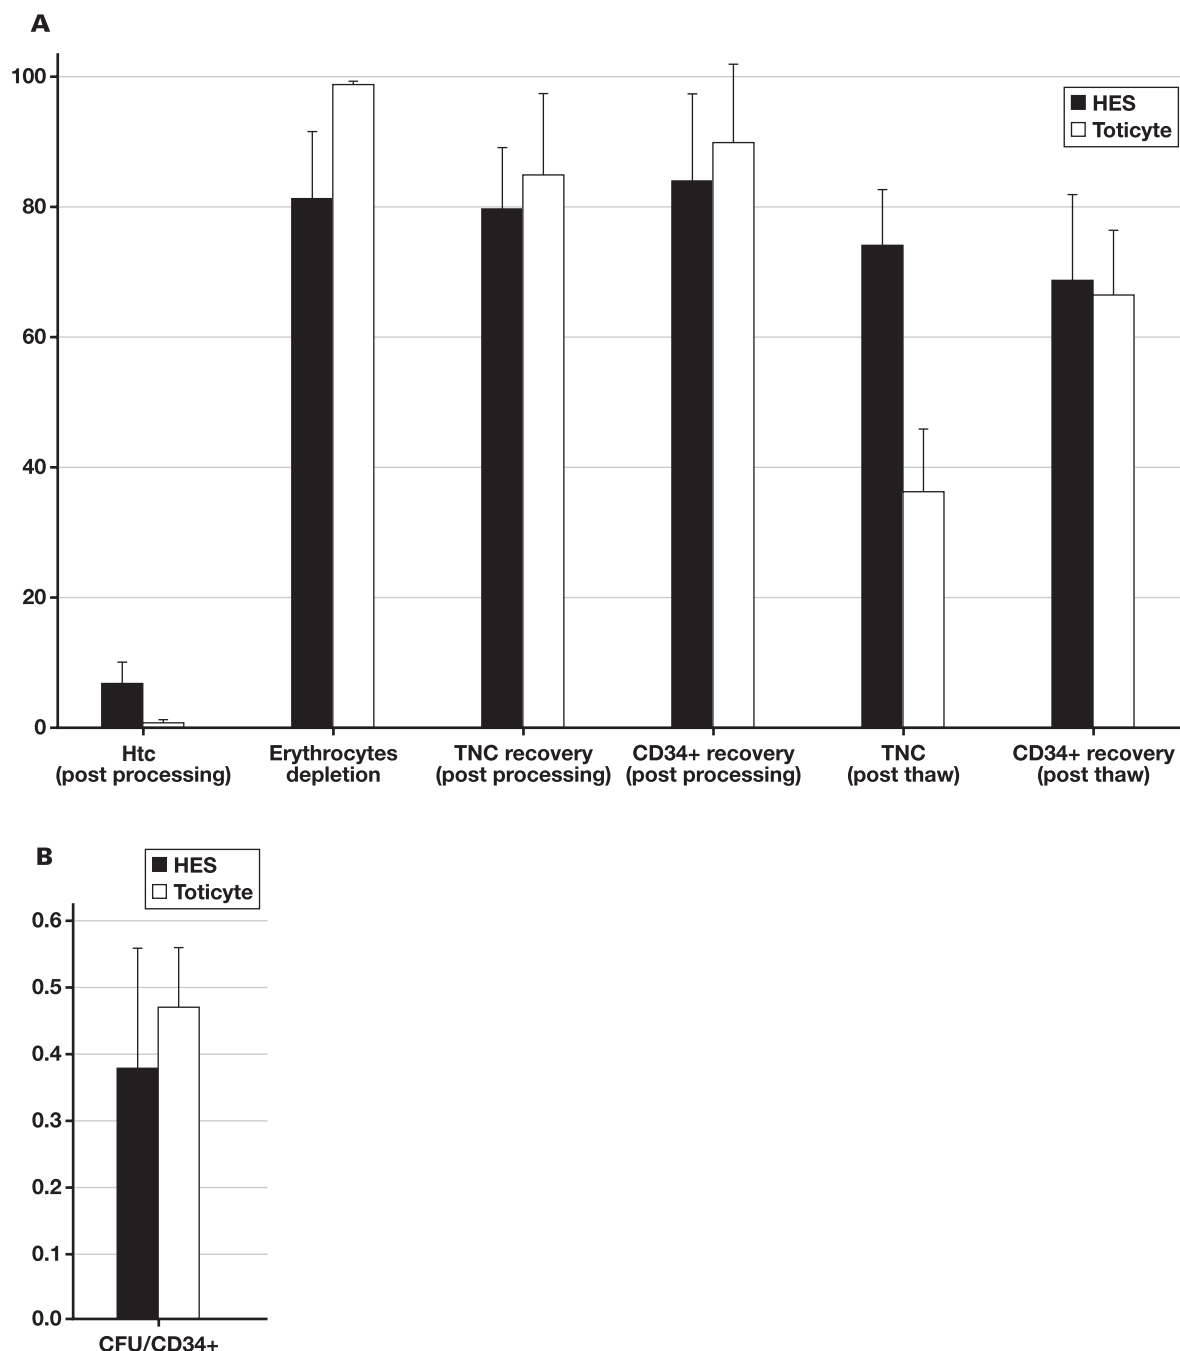 A
100
80
60
40
20
0
HES
Toticyte
Htc
(post processing)
Erythrocytes
depletion
TNC recovery
(post processing)
CD34+ recovery
(post processing)
TNC
(post thaw)
CD34+ recovery
(post thaw)
B
HES
Toticyte
0.6
0.5
0.4
0.3
0.2
0.1
0.0
CFU/CD34+